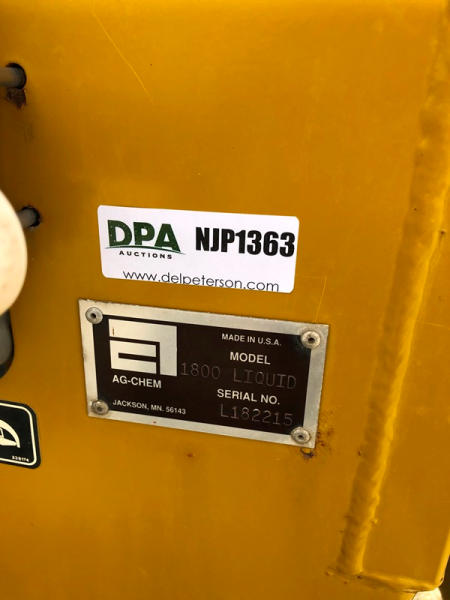 DPA NJP1363
AUCTIONS
www.delpeterson.com
MADE IN U.S.A.
MODEL
1800 LIQUID
AG-CHEM
SERIAL NO.
JACKSON, MN. 56143
L182215